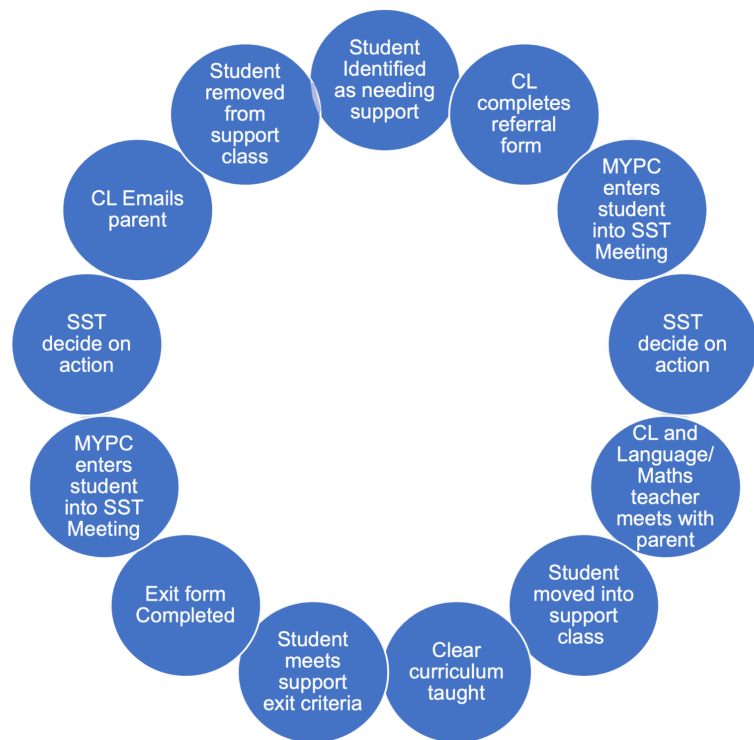 Student
Identified
as needing
support
CL
completes
referral
form
MYPC
enters
student
into SST
Meeting
SST
decide on
action
CL and
Language/
Maths
teacher
meets with
parent
Student
moved into
support
class
Clear
curriculum
taught
Student
meets
support
exit criteria
Exit form
Completed
MYPC
enters
student
into SST
Meeting
SST
decide on
action
CL Emails
parent
Student
removed
from
support
class